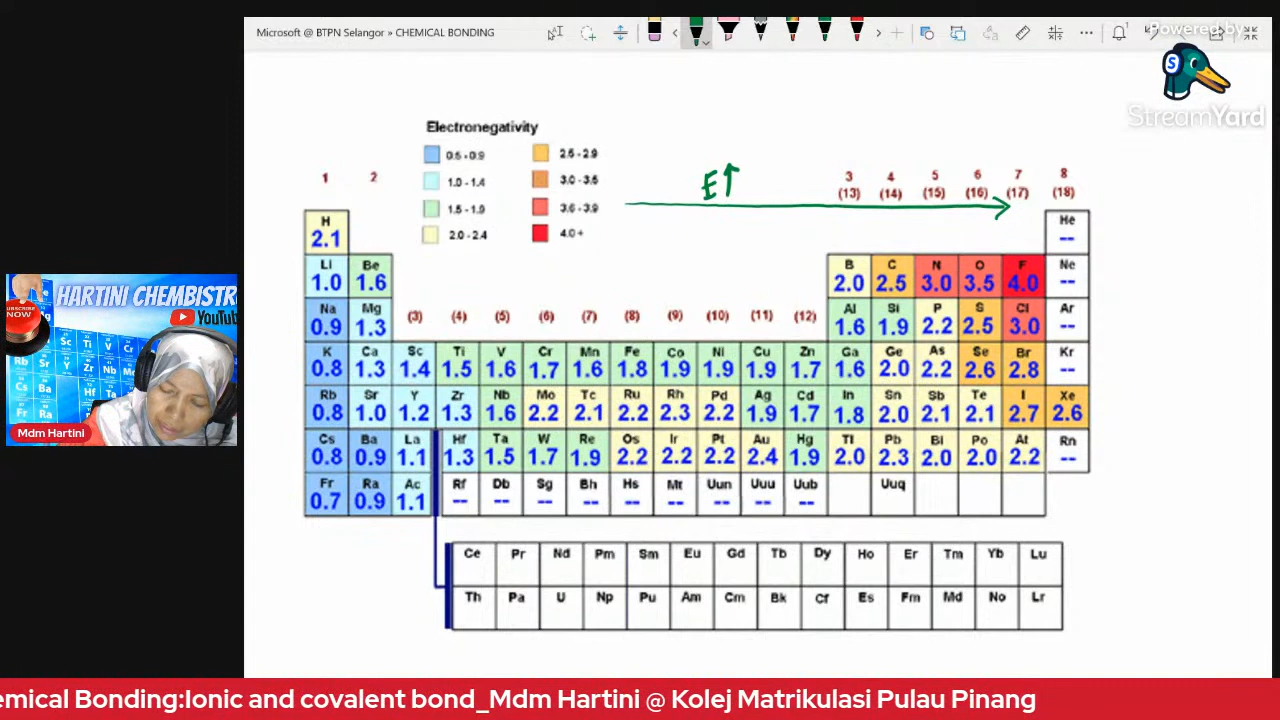 Microsoft @ BTPN Selangor » CHEMICAL BONDING
Powered by
StreamYard
Electronegativity
0.5 - 0.9
2.5 - 2.9
1.0 - 1.4
3.0 - 3.5
1.5 - 1.9
3.6 - 3.9
2.0 - 2.4
4.0 +
E↑
1 2 3 4 5 6 7 8
(13) (14) (15) (16) (17) (18)
H He
2.1 --
Li Be B C N O F Ne
1.0 1.6 2.0 2.5 3.0 3.5 4.0 --
Na Mg (3) (4) (5) (6) (7) (8) (9) (10) (11) (12) Al Si P S Cl Ar
0.9 1.3 1.6 1.9 2.2 2.5 3.0 --
K Ca Sc Ti V Cr Mn Fe Co Ni Cu Zn Ga Ge As Se Br Kr
0.8 1.3 1.4 1.5 1.6 1.7 1.6 1.8 1.9 1.9 1.9 1.7 1.6 2.0 2.2 2.6 2.8 --
Rb Sr Y Zr Nb Mo Tc Ru Rh Pd Ag Cd In Sn Sb Te I Xe
0.8 1.0 1.2 1.3 1.6 2.2 2.1 2.2 2.3 2.2 1.9 1.7 1.8 2.0 2.1 2.1 2.7 2.6
Cs Ba La Hf Ta W Re Os Ir Pt Au Hg Tl Pb Bi Po At Rn
0.8 0.9 1.1 1.3 1.5 1.7 1.9 2.2 2.2 2.2 2.4 1.9 2.0 2.3 2.0 2.0 2.2 --
Fr Ra Ac Rf Db Sg Bh Hs Mt Uun Uuu Uub Uuq
0.7 0.9 1.1 -- -- -- -- -- -- -- -- --
Ce Pr Nd Pm Sm Eu Gd Tb Dy Ho Er Tm Yb Lu
Th Pa U Np Pu Am Cm Bk Cf Es Fm Md No Lr
HARTINI CHEMBISTR
SUBSCRIBE
NOW
YouTub
Sc Ti V Cr
Rb Sr Zr Nb
Cs Ba Hf
Fr Ra
Mdm Hartini
emical Bonding:Ionic and covalent bond_Mdm Hartini @ Kolej Matrikulasi Pulau Pinang